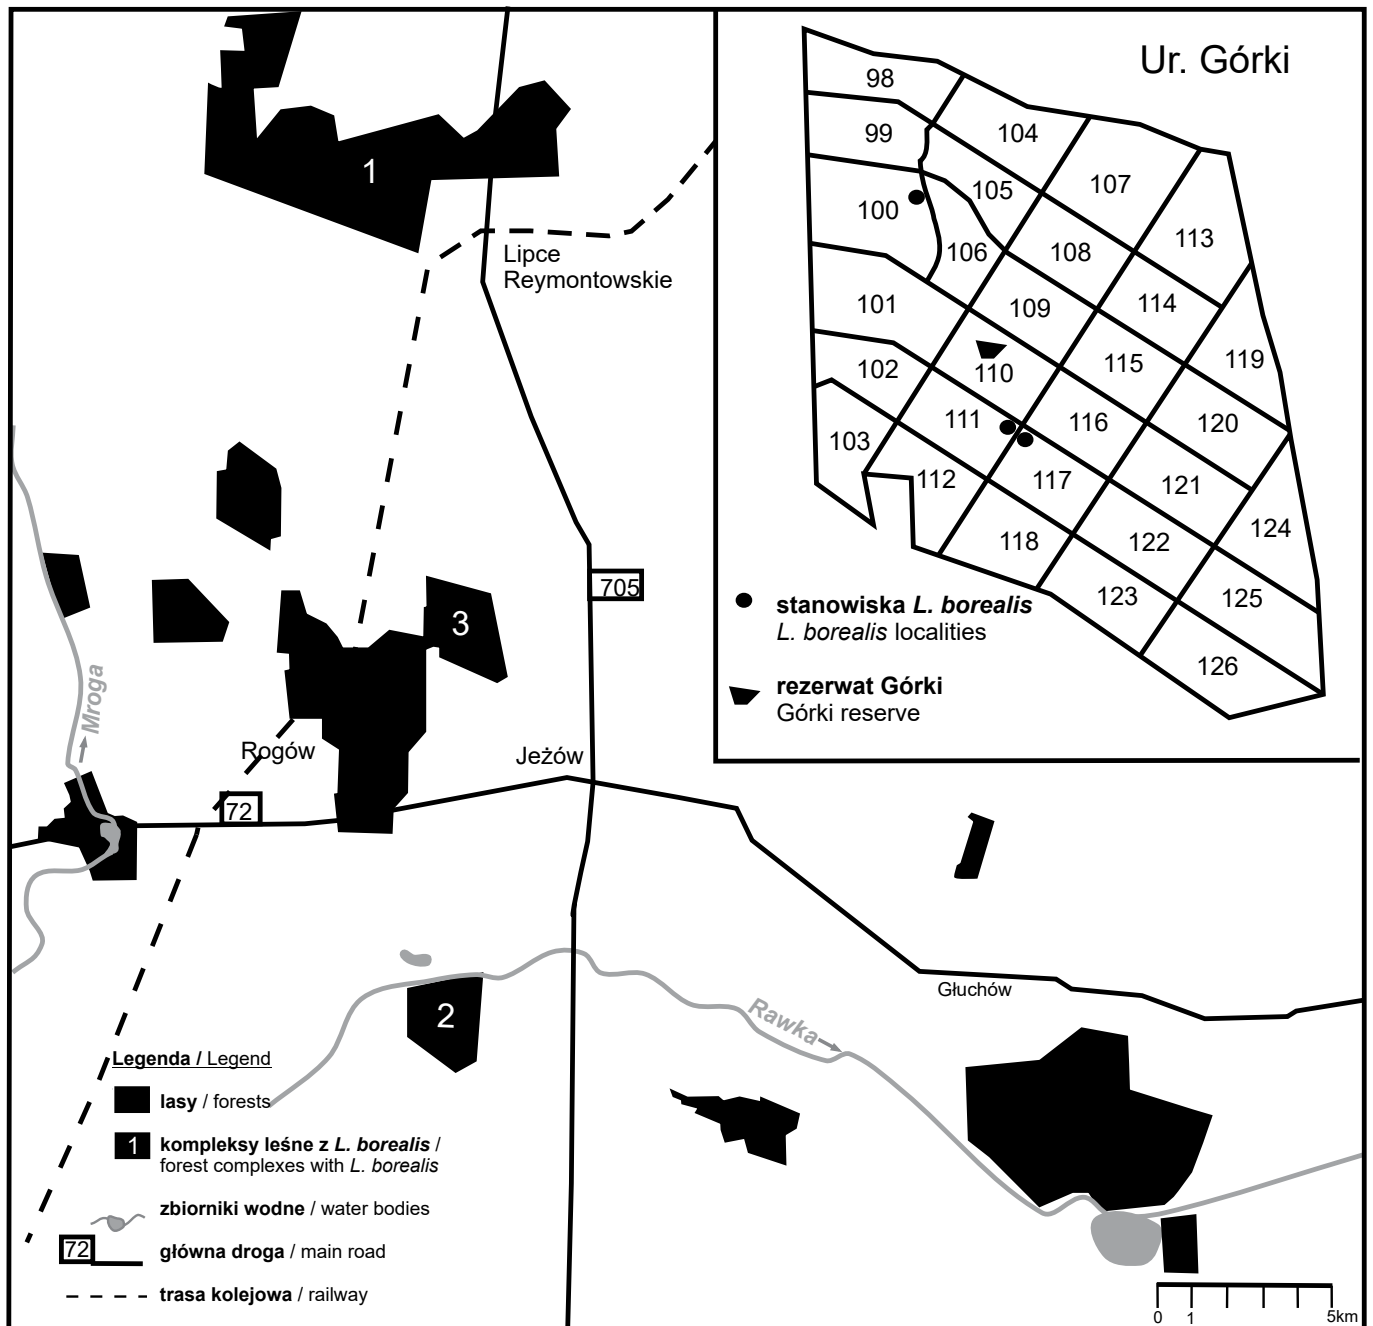 Ur. Górki
98
99
104
105
107
100
106
108
113
101
109
114
102
110
115
119
103
111
116
120
112
117
121
118
122
124
123
125
126
stanowiska L. borealis
L. borealis localities
rezerwat Górki
Górki reserve
1
Lipce
Reymontowskie
705
3
Mroga
Rogów
Jeżów
72
Głuchów
2
Rawka
Legenda / Legend
lasy / forests
1
kompleksy leśne z L. borealis /
forest complexes with L. borealis
zbiorniki wodne / water bodies
72
główna droga / main road
trasa kolejowa / railway
0 1 5km